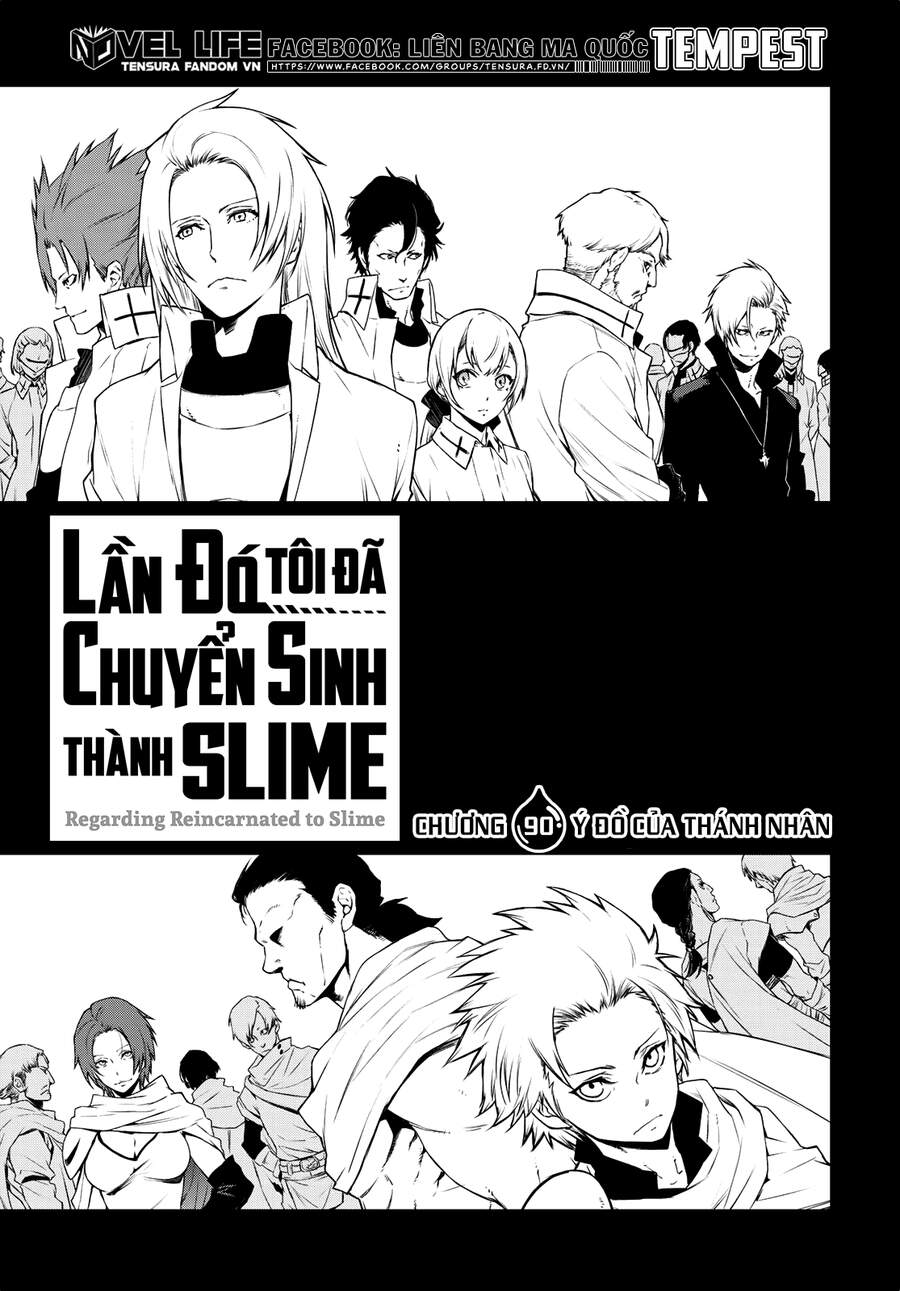 NOVEL LIFE
TENSURA FANDOM VN
FACEBOOK: LIÊN BANG MA QUỐC
HTTPS://WWW.FACEBOOK.COM/GROUPS/TENSURA.FD.VN/
TEMPEST
LẦN ĐÓ TÔI ĐÃ
CHUYỂN SINH
THÀNH SLIME
Regarding Reincarnated to Slime
CHƯƠNG 90: Ý ĐỒ CỦA THÁNH NHÂN